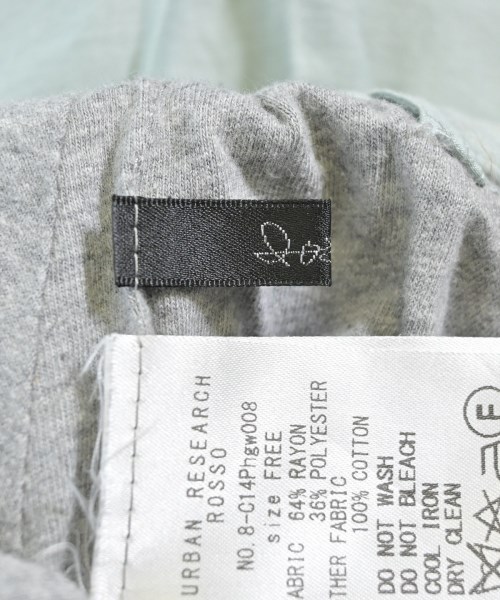 URBAN RESEARCH
ROSSO
NO.8-C14Phgw008
size FREE
ABRIC 64% RAYON
36% POLYESTER
THER FABRIC
100% COTTON
DO NOT WASH
DO NOT BLEACH
COOL IRON
DRY CLEAN
F